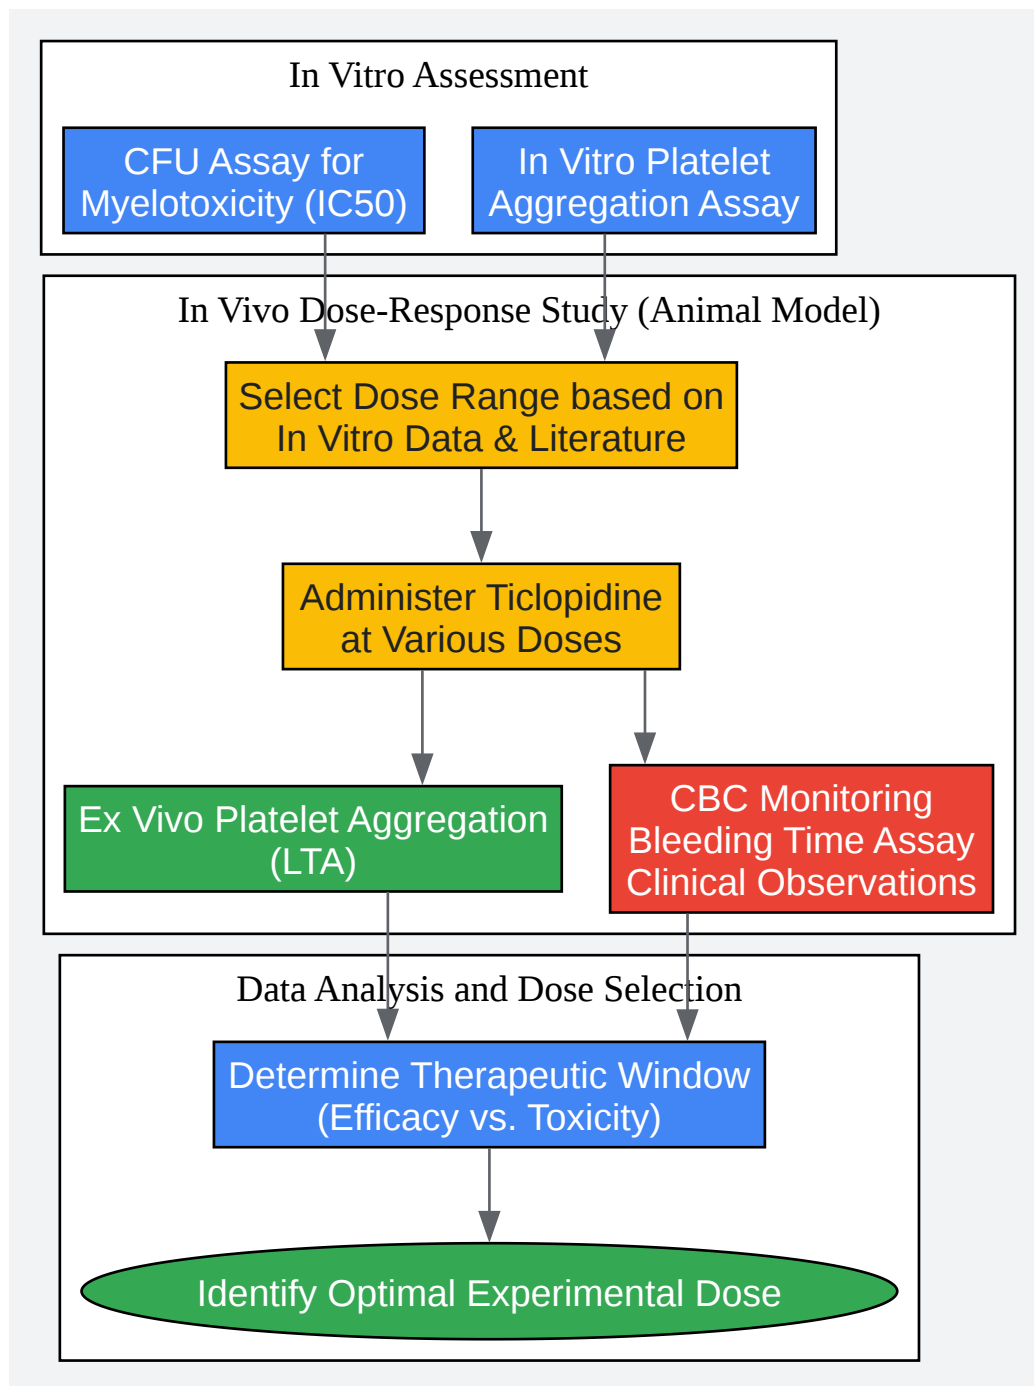 In Vitro Assessment
CFU Assay for
Myelotoxicity (IC50)
In Vitro Platelet
Aggregation Assay
In Vivo Dose-Response Study (Animal Model)
Select Dose Range based on
In Vitro Data & Literature
Administer Ticlopidine
at Various Doses
Ex Vivo Platelet Aggregation
(LTA)
CBC Monitoring
Bleeding Time Assay
Clinical Observations
Data Analysis and Dose Selection
Determine Therapeutic Window
(Efficacy vs. Toxicity)
Identify Optimal Experimental Dose